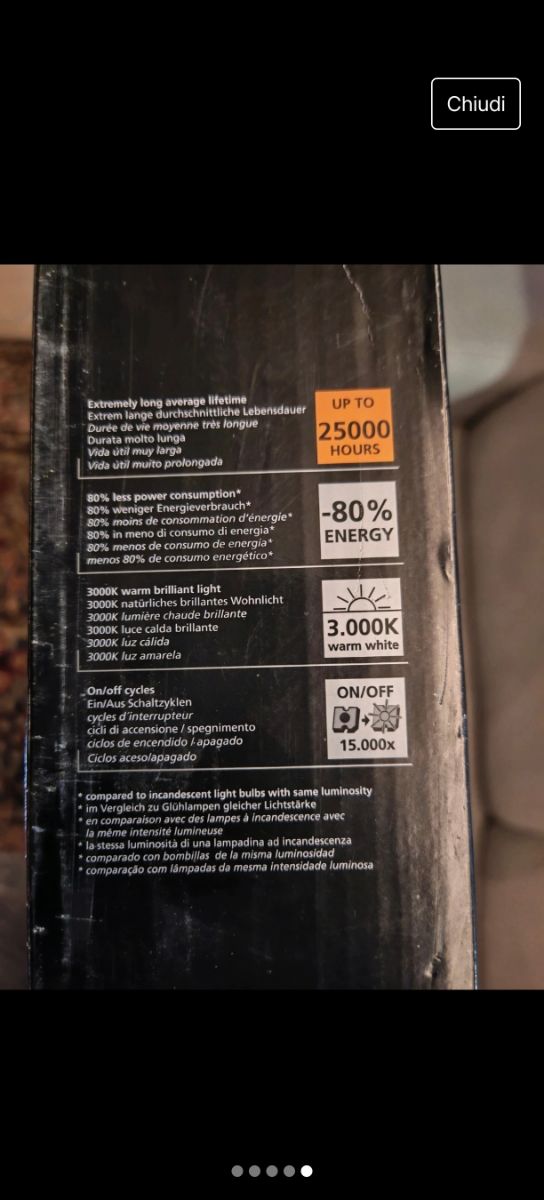 Chiudi
Extremely long average lifetime
Extrem lange durchschnittliche Lebensdauer
Durée de vie moyenne très longue
Durata molto lunga
Vida útil muy larga
Vida útil muito prolongada
UP TO
25000
HOURS
80% less power consumption*
80% weniger Energieverbrauch*
80% moins de consommation d'énergie*
80% in meno di consumo di energia*
80% menos de consumo de energía*
menos 80% de consumo energético*
-80%
ENERGY
3000K warm brilliant light
3000K natürliches brillantes Wohnlicht
3000K lumière chaude brillante
3000K luce calda brillante
3000K luz cálida
3000K luz amarela
3.000K
warm white
On/off cycles
Ein/Aus Schaltzyklen
cycles d'interrupteur
cicli di accensione / spegnimento
ciclos de encendido / apagado
Ciclos aceso/apagado
ON/OFF
15.000x
* compared to incandescent light bulbs with same luminosity
* im Vergleich zu Glühlampen gleicher Lichtstärke
* en comparaison avec des lampes à incandescence avec
la même intensité lumineuse
* la stessa luminosità di una lampadina ad incandescenza
* comparado con bombillas de la misma luminosidad
* comparação com lâmpadas da mesma intensidade luminosa